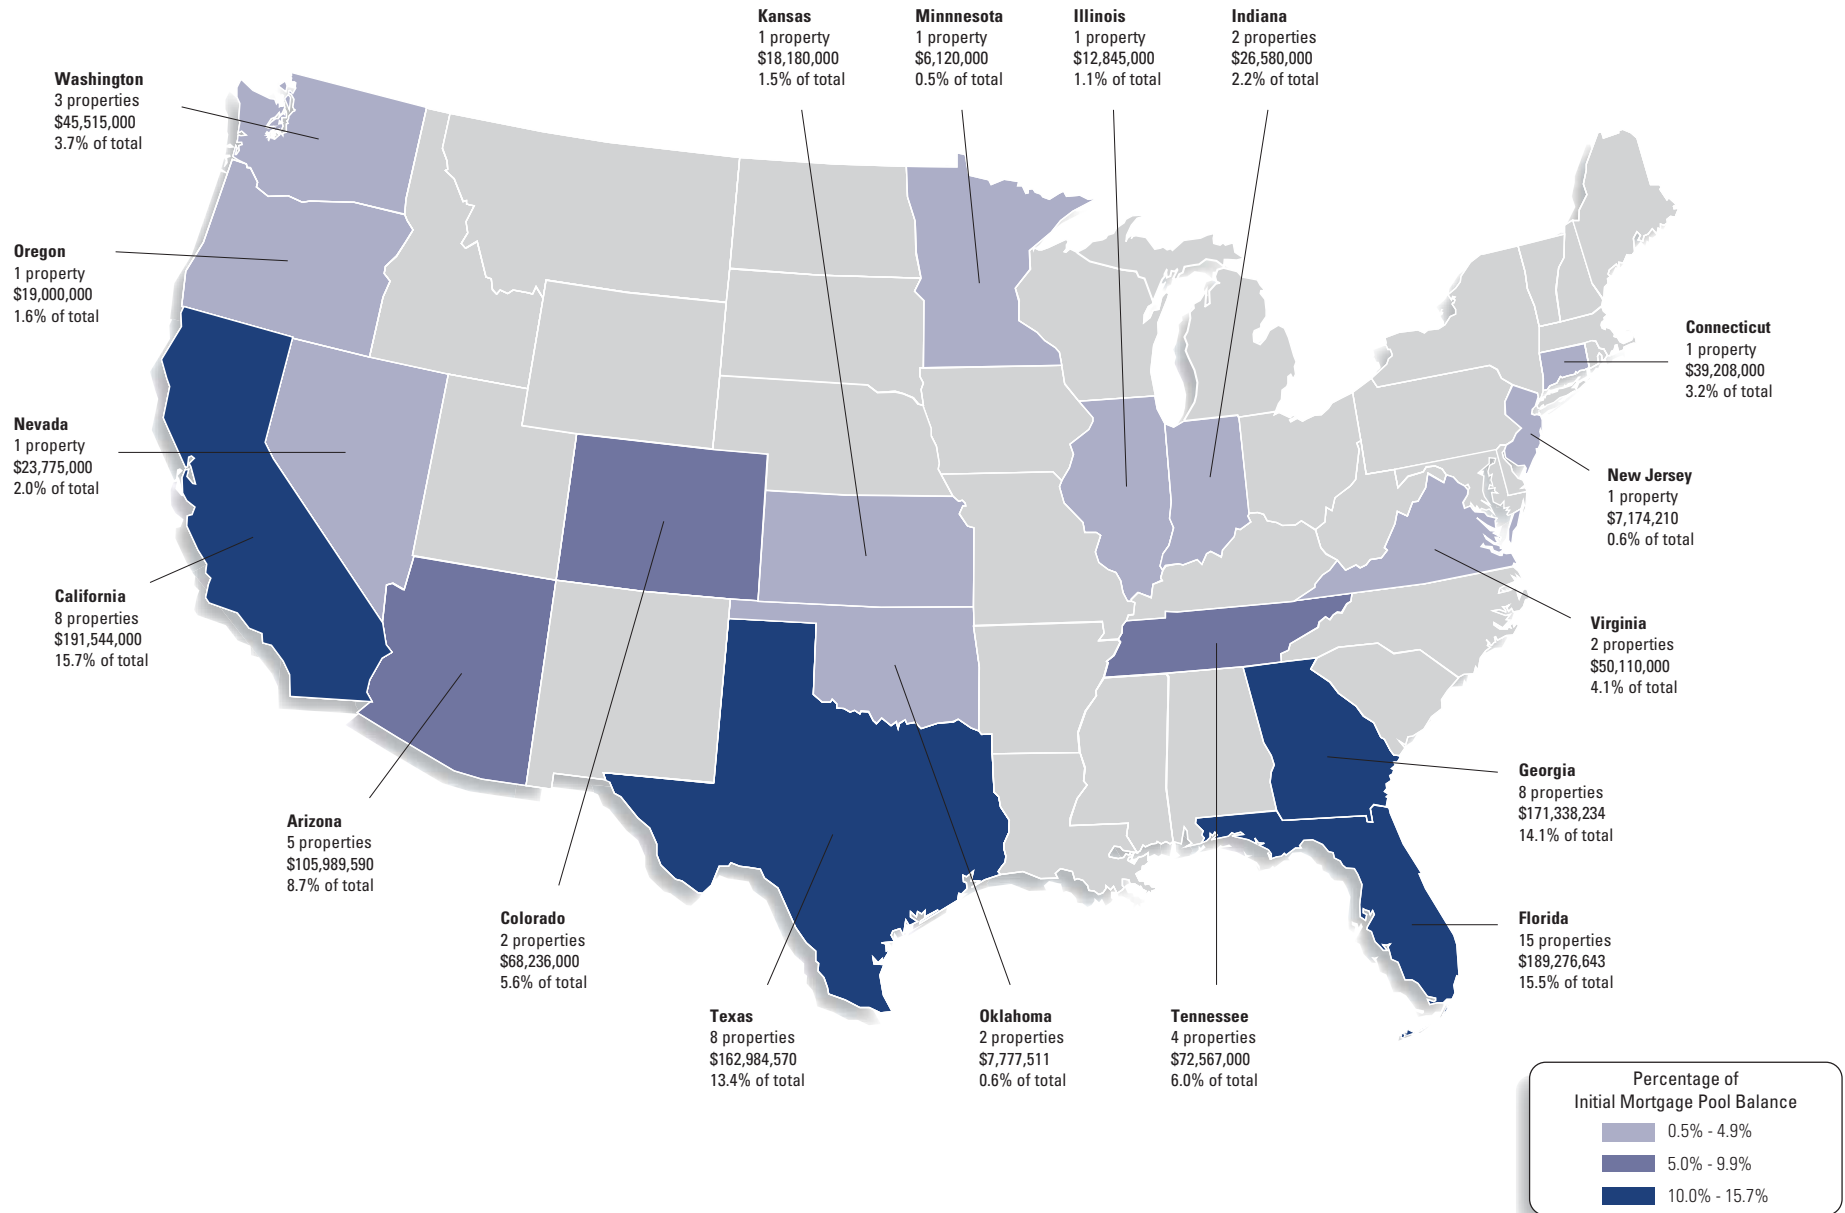 Kansas
1 property
$18,180,000
1.5% of total
Minnnesota
1 property
$6,120,000
0.5% of total
Illinois
1 property
$12,845,000
1.1% of total
Indiana
2 properties
$26,580,000
2.2% of total
Washington
3 properties
$45,515,000
3.7% of total
Oregon
1 property
$19,000,000
1.6% of total
Connecticut
1 property
$39,208,000
3.2% of total
Nevada
1 property
$23,775,000
2.0% of total
New Jersey
1 property
$7,174,210
0.6% of total
California
8 properties
$191,544,000
15.7% of total
Virginia
2 properties
$50,110,000
4.1% of total
Georgia
8 properties
$171,338,234
14.1% of total
Arizona
5 properties
$105,989,590
8.7% of total
Colorado
2 properties
$68,236,000
5.6% of total
Florida
15 properties
$189,276,643
15.5% of total
Texas
8 properties
$162,984,570
13.4% of total
Oklahoma
2 properties
$7,777,511
0.6% of total
Tennessee
4 properties
$72,567,000
6.0% of total
Percentage of
Initial Mortgage Pool Balance
0.5% - 4.9%
5.0% - 9.9%
10.0% - 15.7%